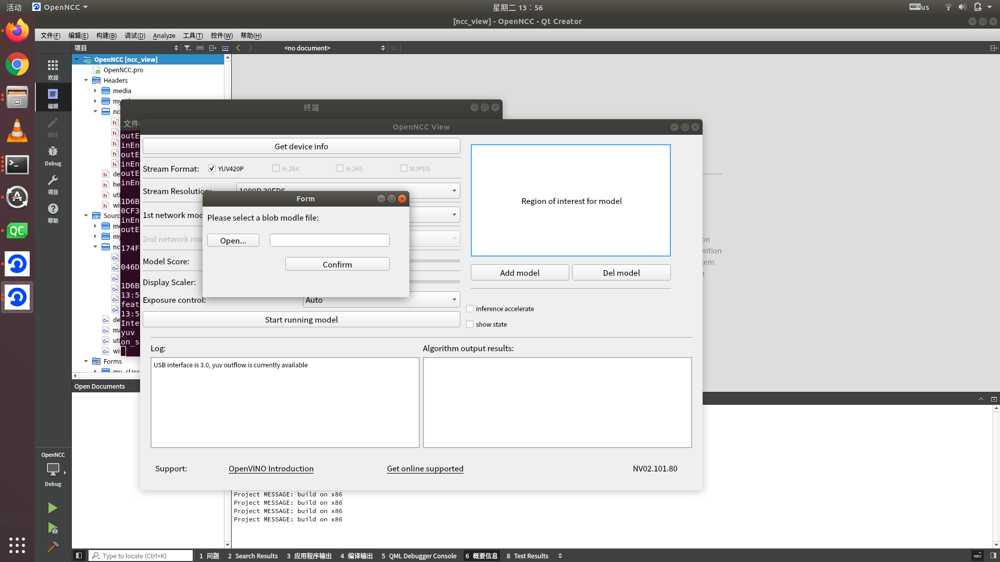 活动
OpenNCC
星期二 13：56
us
[ncc_view] - OpenNCC - Qt Creator
文件(F) 编辑(E) 构建(B) 调试(D) Analyze 工具(T) 控件(W) 帮助(H)
项目
<no document>
欢迎
编辑
设计
Debug
项目
帮助
OpenNCC [ncc_view]
OpenNCC.pro
Headers
media
my
nc
de
he
uti
wi
Sourc
me
my
nc
de
ma
uti
wi
Forms
my_class
终端
文件(
outE
inEn
outE
inEn
outE
inEn
1D6B
0CF3
inEn
outE
174F
046D
1D6B
13:5
feat
13:5
Inte
yuv
on_s
OpenNCC View
Get device info
Stream Format:
YUV420P
H.264
H.265
MJPEG
Stream Resolution:
1080P 30FPS
1st network mod
2nd network mo
Model Score:
Display Scaler:
Exposure control:
Auto
Start running model
Form
Please select a blob modle file:
Open...
Confirm
Region of interest for model
Add model
Del model
inference accelerate
show state
on
nition
tem
Log:
Algorithm output results:
USB interface is 3.0, yuv outflow is currently available
Support:
OpenVINO Introduction
Get online supported
NV02.101.80
Open Documents
OpenNCC
Debug
Project MESSAGE: build on x86
Project MESSAGE: build on x86
Project MESSAGE: build on x86
Project MESSAGE: build on x86
Type to locate (Ctrl+K)
1 问题
2 Search Results
3 应用程序输出
4 编译输出
5 QML Debugger Console
6 概要信息
8 Test Results